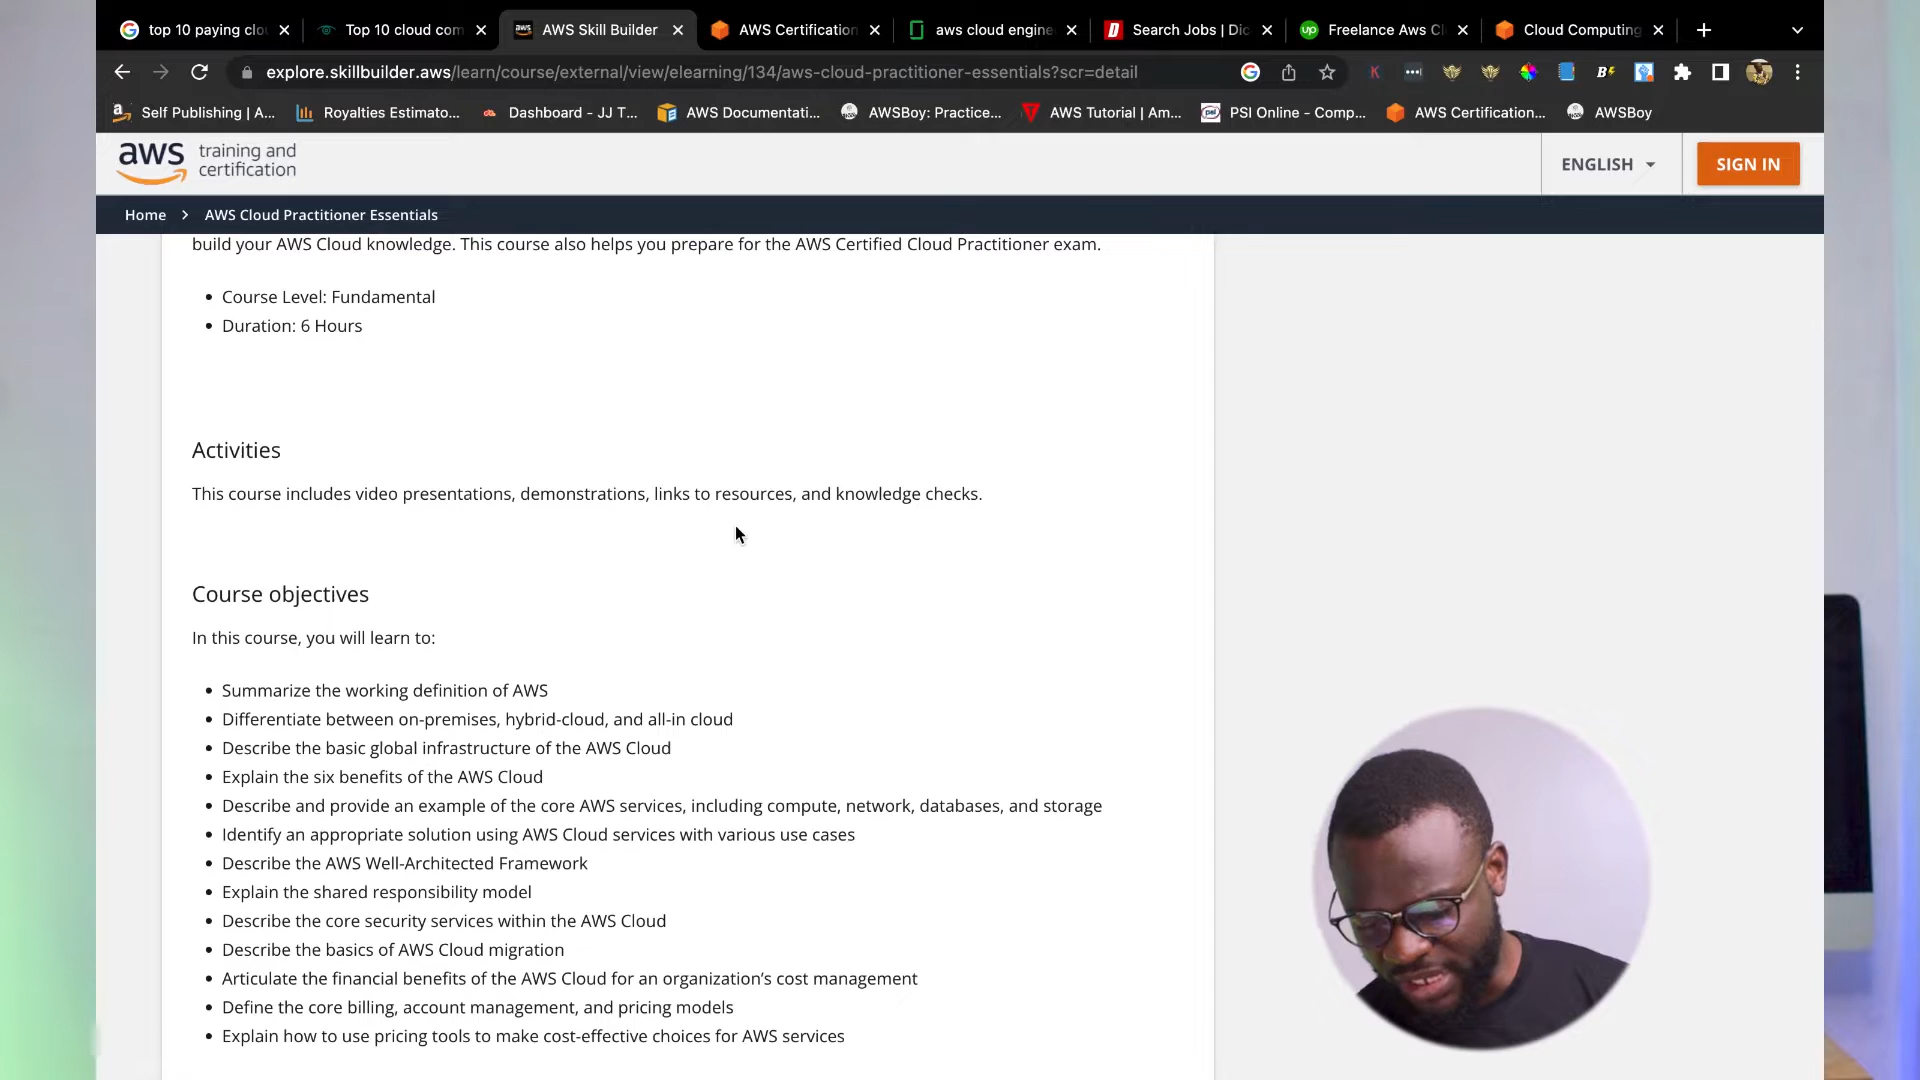 top 10 paying clo
Top 10 cloud com
AWS Skill Builder
AWS Certification
aws cloud engine
Search Jobs | Dic
Freelance Aws Cl
Cloud Computing
explore.skillbuilder.aws/learn/course/external/view/elearning/134/aws-cloud-practitioner-essentials?scr=detail
Self Publishing | A...
Royalties Estimato...
Dashboard - JJ T...
AWS Documentati...
AWSBoy: Practice...
AWS Tutorial | Am...
PSI Online - Comp...
AWS Certification...
AWSBoy
aws training and
certification
ENGLISH
SIGN IN
Home > AWS Cloud Practitioner Essentials
build your AWS Cloud knowledge. This course also helps you prepare for the AWS Certified Cloud Practitioner exam.
• Course Level: Fundamental
• Duration: 6 Hours
Activities
This course includes video presentations, demonstrations, links to resources, and knowledge checks.
Course objectives
In this course, you will learn to:
• Summarize the working definition of AWS
• Differentiate between on-premises, hybrid-cloud, and all-in cloud
• Describe the basic global infrastructure of the AWS Cloud
• Explain the six benefits of the AWS Cloud
• Describe and provide an example of the core AWS services, including compute, network, databases, and storage
• Identify an appropriate solution using AWS Cloud services with various use cases
• Describe the AWS Well-Architected Framework
• Explain the shared responsibility model
• Describe the core security services within the AWS Cloud
• Describe the basics of AWS Cloud migration
• Articulate the financial benefits of the AWS Cloud for an organization’s cost management
• Define the core billing, account management, and pricing models
• Explain how to use pricing tools to make cost-effective choices for AWS services